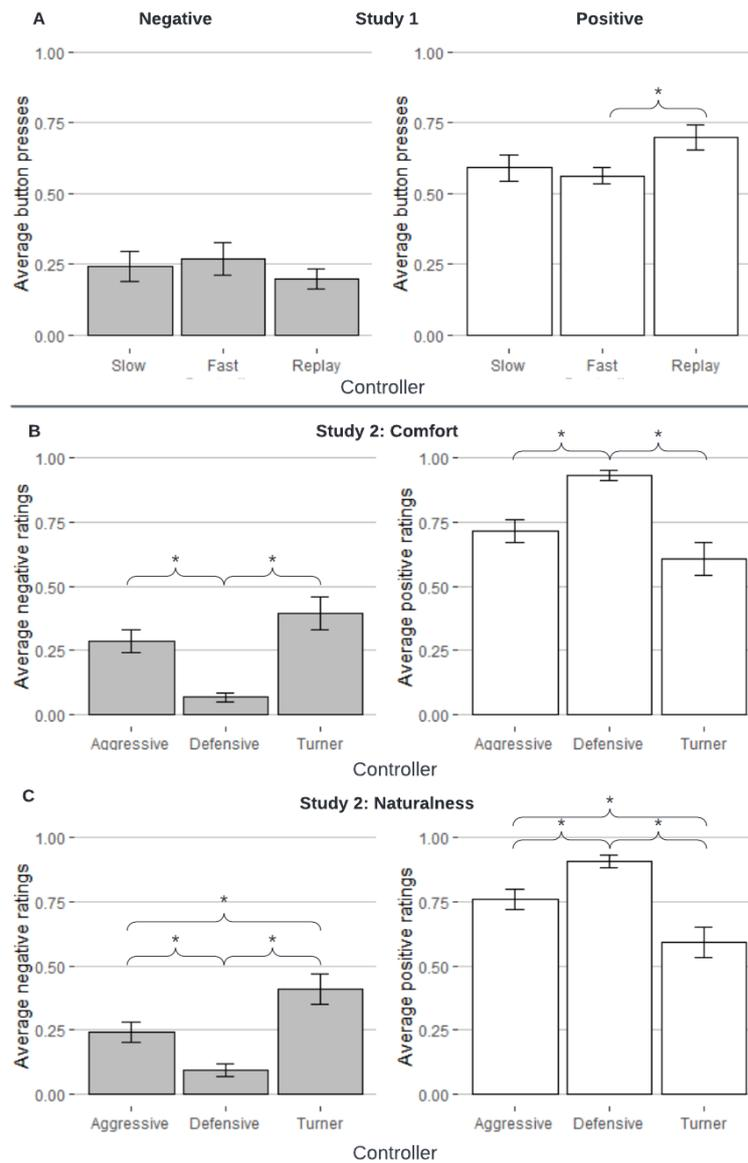 A Negative Study 1 Positive
Average button presses
1.00
0.75
0.50
0.25
0.00
Slow Fast Replay
Average button presses
1.00
0.75
0.50
0.25
0.00
*
Slow Fast Replay
Controller
B Study 2: Comfort
Average negative ratings
1.00
0.75
0.50
0.25
0.00
* *
Aggressive Defensive Turner
Average positive ratings
1.00
0.75
0.50
0.25
0.00
* *
Aggressive Defensive Turner
Controller
C Study 2: Naturalness
Average negative ratings
1.00
0.75
0.50
0.25
0.00
*
* *
Aggressive Defensive Turner
Average positive ratings
1.00
0.75
0.50
0.25
0.00
*
* *
Aggressive Defensive Turner
Controller